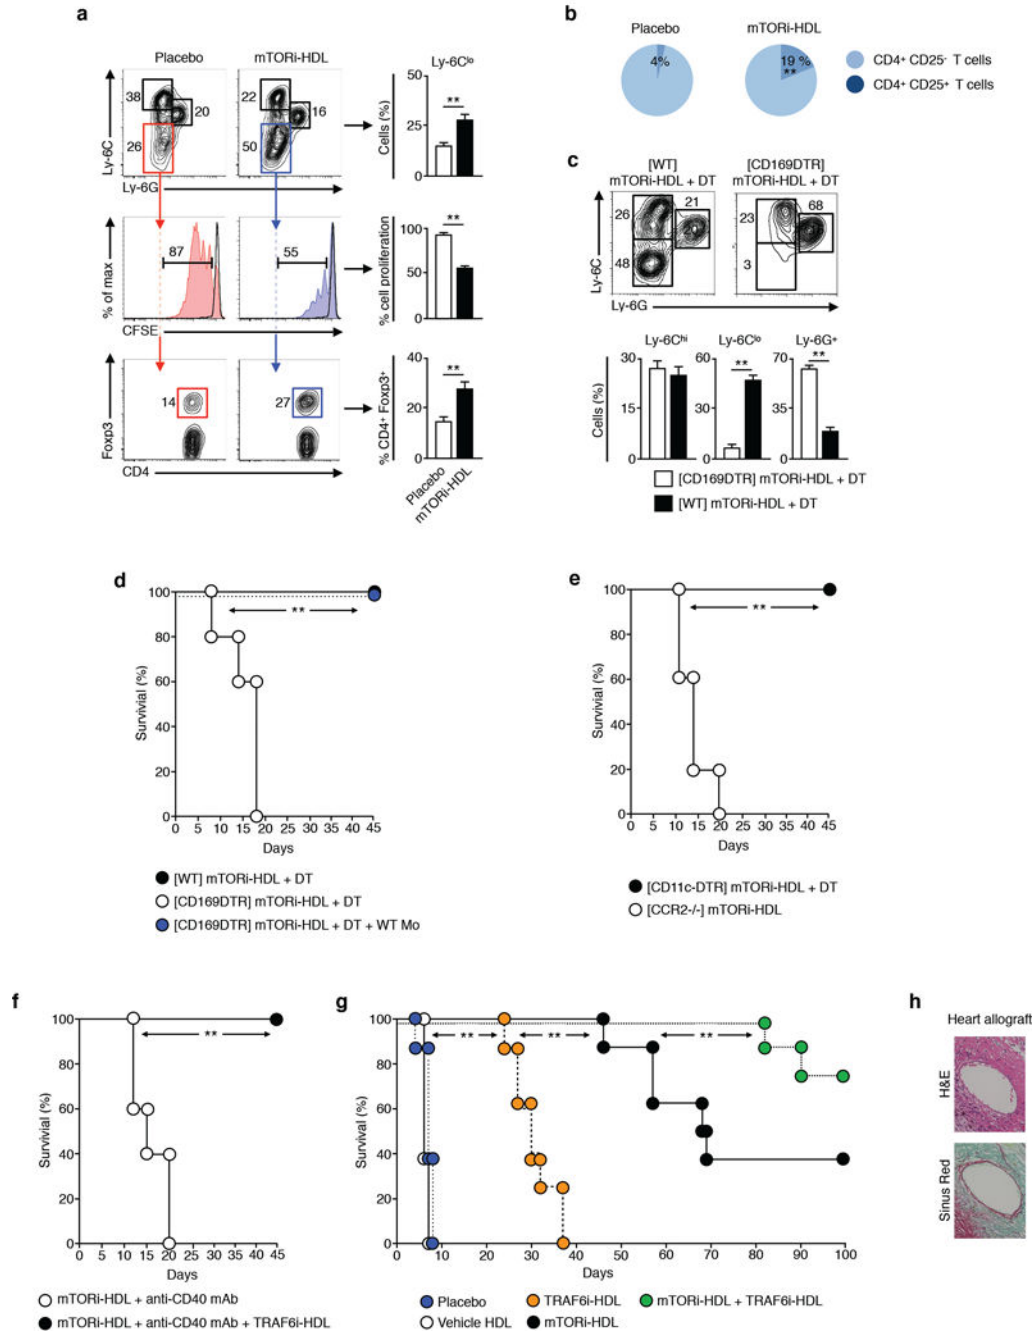 a
Placebo
mTORi-HDL
Ly-6Clo
38
20
26
22
16
50
Ly-6C
Ly-6G
Cells (%)
50
25
0
**
87
55
% of max
CFSE
% cell proliferation
100
50
0
**
14
27
Foxp3
CD4
% CD4+ Foxp3+
40
20
0
**
Placebo
mTORi-HDL
b
Placebo
mTORi-HDL
4%
19 %
**
CD4+ CD25- T cells
CD4+ CD25+ T cells
c
[WT]
mTORi-HDL + DT
[CD169DTR]
mTORi-HDL + DT
26
21
48
23
68
3
Ly-6C
Ly-6G
Ly-6Chi
Ly-6Clo
Ly-6G+
Cells (%)
30
15
0
60
30
0
**
60
30
0
**
[CD169DTR] mTORi-HDL + DT
[WT] mTORi-HDL + DT
d
Survivial (%)
100
80
60
40
20
0
**
0 5 10 15 20 25 30 35 40 45
Days
[WT] mTORi-HDL + DT
[CD169DTR] mTORi-HDL + DT
[CD169DTR] mTORi-HDL + DT + WT Mo
e
Survivial (%)
100
80
60
40
20
0
**
0 5 10 15 20 25 30 35 40 45
Days
[CD11c-DTR] mTORi-HDL + DT
[CCR2-/-] mTORi-HDL
f
Survivial (%)
100
80
60
40
20
0
**
0 5 10 15 20 25 30 35 40 45
Days
mTORi-HDL + anti-CD40 mAb
mTORi-HDL + anti-CD40 mAb + TRAF6i-HDL
g
Survivial (%)
100
80
60
40
20
0
** ** **
0 10 20 30 40 50 60 70 80 90 100
Days
Placebo
Vehicle HDL
TRAF6i-HDL
mTORi-HDL
mTORi-HDL + TRAF6i-HDL
h
Heart allograft
H&E
Sinus Red